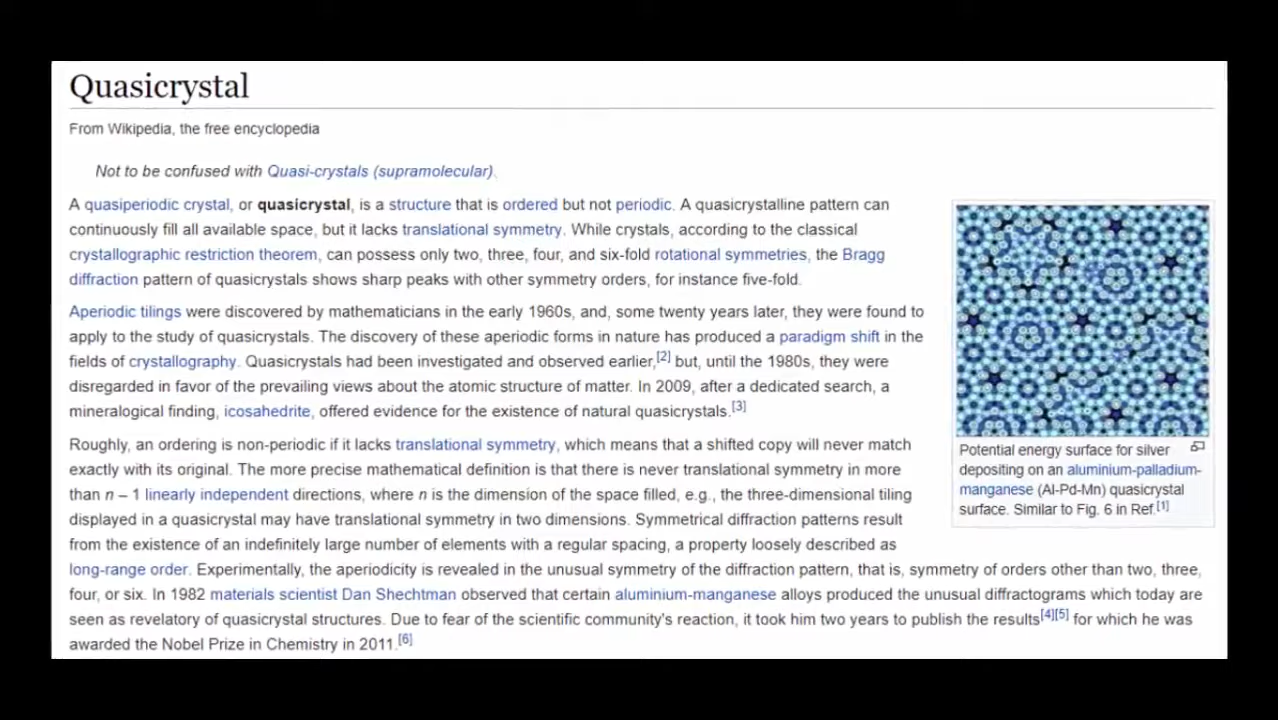 Quasicrystal
From Wikipedia, the free encyclopedia
Not to be confused with Quasi-crystals (supramolecular).
A quasiperiodic crystal, or quasicrystal, is a structure that is ordered but not periodic. A quasicrystalline pattern can
continuously fill all available space, but it lacks translational symmetry. While crystals, according to the classical
crystallographic restriction theorem, can possess only two, three, four, and six-fold rotational symmetries, the Bragg
diffraction pattern of quasicrystals shows sharp peaks with other symmetry orders, for instance five-fold.
Aperiodic tilings were discovered by mathematicians in the early 1960s, and, some twenty years later, they were found to
apply to the study of quasicrystals. The discovery of these aperiodic forms in nature has produced a paradigm shift in the
fields of crystallography. Quasicrystals had been investigated and observed earlier,[2] but, until the 1980s, they were
disregarded in favor of the prevailing views about the atomic structure of matter. In 2009, after a dedicated search, a
mineralogical finding, icosahedrite, offered evidence for the existence of natural quasicrystals.[3]
Roughly, an ordering is non-periodic if it lacks translational symmetry, which means that a shifted copy will never match
exactly with its original. The more precise mathematical definition is that there is never translational symmetry in more
than n – 1 linearly independent directions, where n is the dimension of the space filled, e.g., the three-dimensional tiling
displayed in a quasicrystal may have translational symmetry in two dimensions. Symmetrical diffraction patterns result
from the existence of an indefinitely large number of elements with a regular spacing, a property loosely described as
long-range order. Experimentally, the aperiodicity is revealed in the unusual symmetry of the diffraction pattern, that is, symmetry of orders other than two, three,
four, or six. In 1982 materials scientist Dan Shechtman observed that certain aluminium-manganese alloys produced the unusual diffractograms which today are
seen as revelatory of quasicrystal structures. Due to fear of the scientific community's reaction, it took him two years to publish the results[4][5] for which he was
awarded the Nobel Prize in Chemistry in 2011.[6]
Potential energy surface for silver
depositing on an aluminium-palladium-
manganese (Al-Pd-Mn) quasicrystal
surface. Similar to Fig. 6 in Ref.[1]